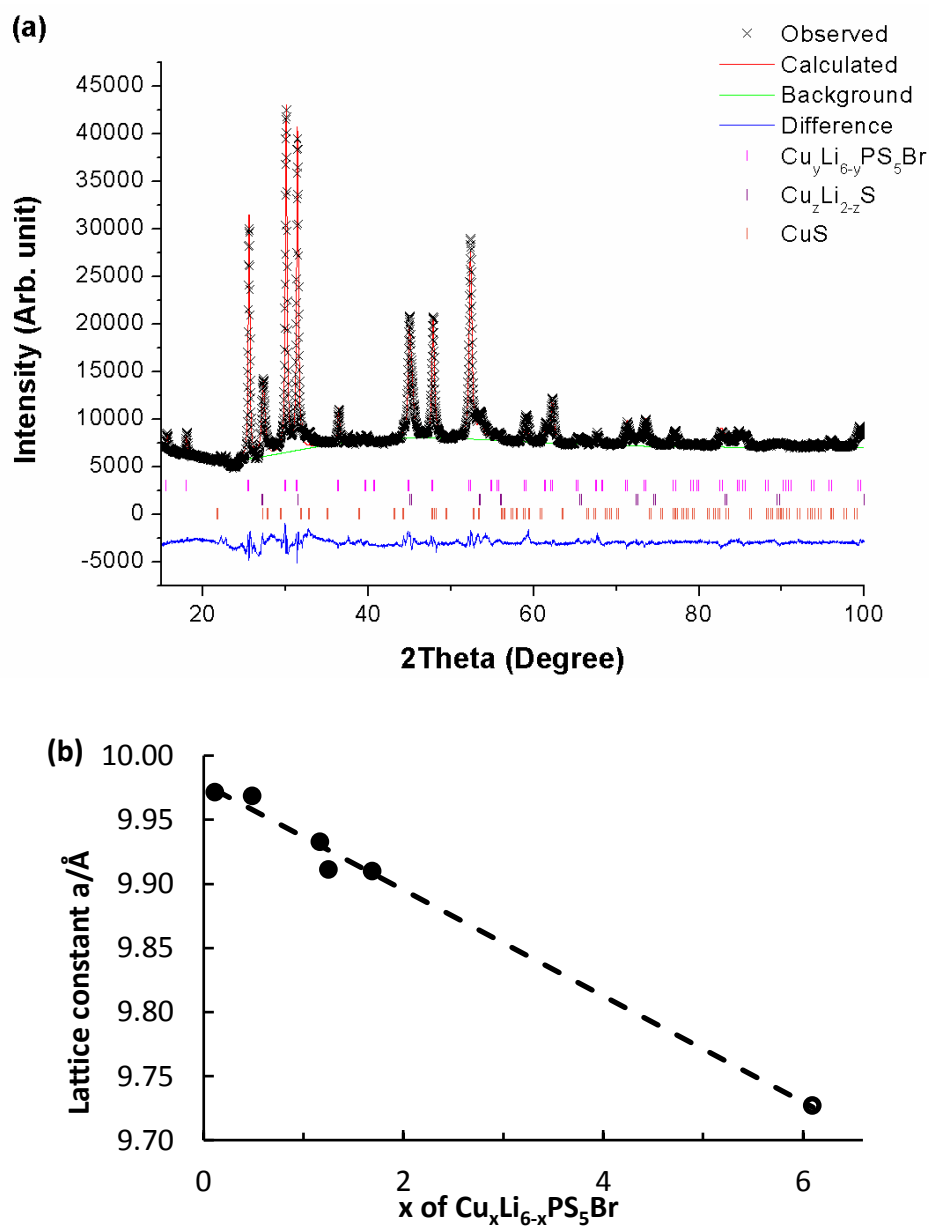 (a)
Observed
Calculated
Background
Difference
CuyLi6-yPS5Br
CuzLi2-zS
CuS
45000
40000
35000
30000
25000
20000
15000
10000
5000
0
-5000
Intensity (Arb. unit)
20 40 60 80 100
2Theta (Degree)
(b)
10.00
9.95
9.90
9.85
9.80
9.75
9.70
Lattice constant a/Å
0 2 4 6
x of CuxLi6-xPS5Br